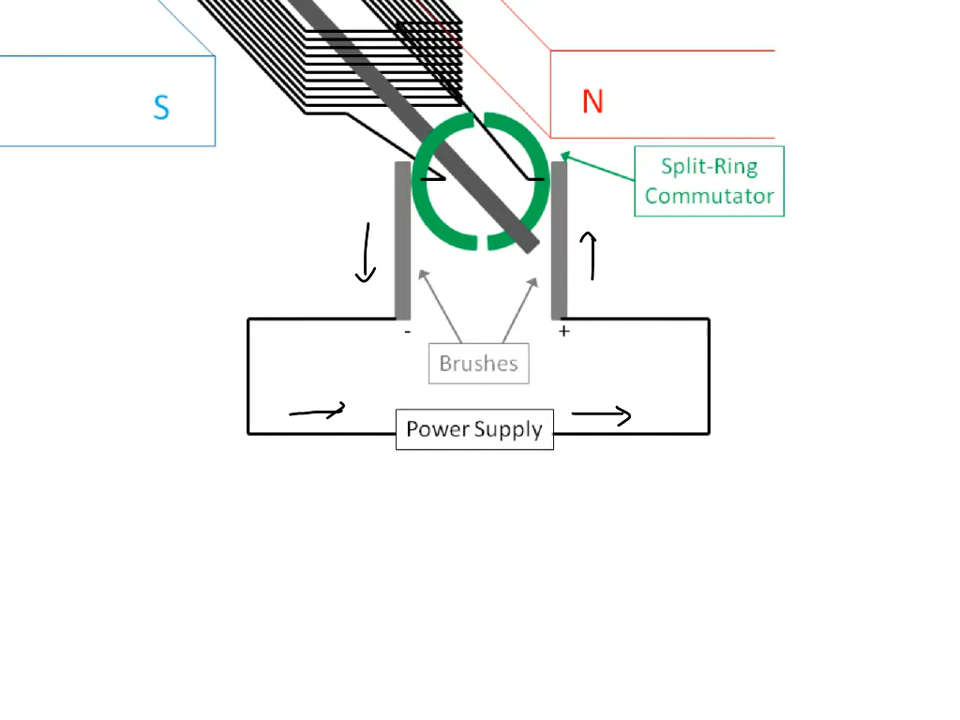 S
N
Split-Ring
Commutator
-
+
Brushes
Power Supply